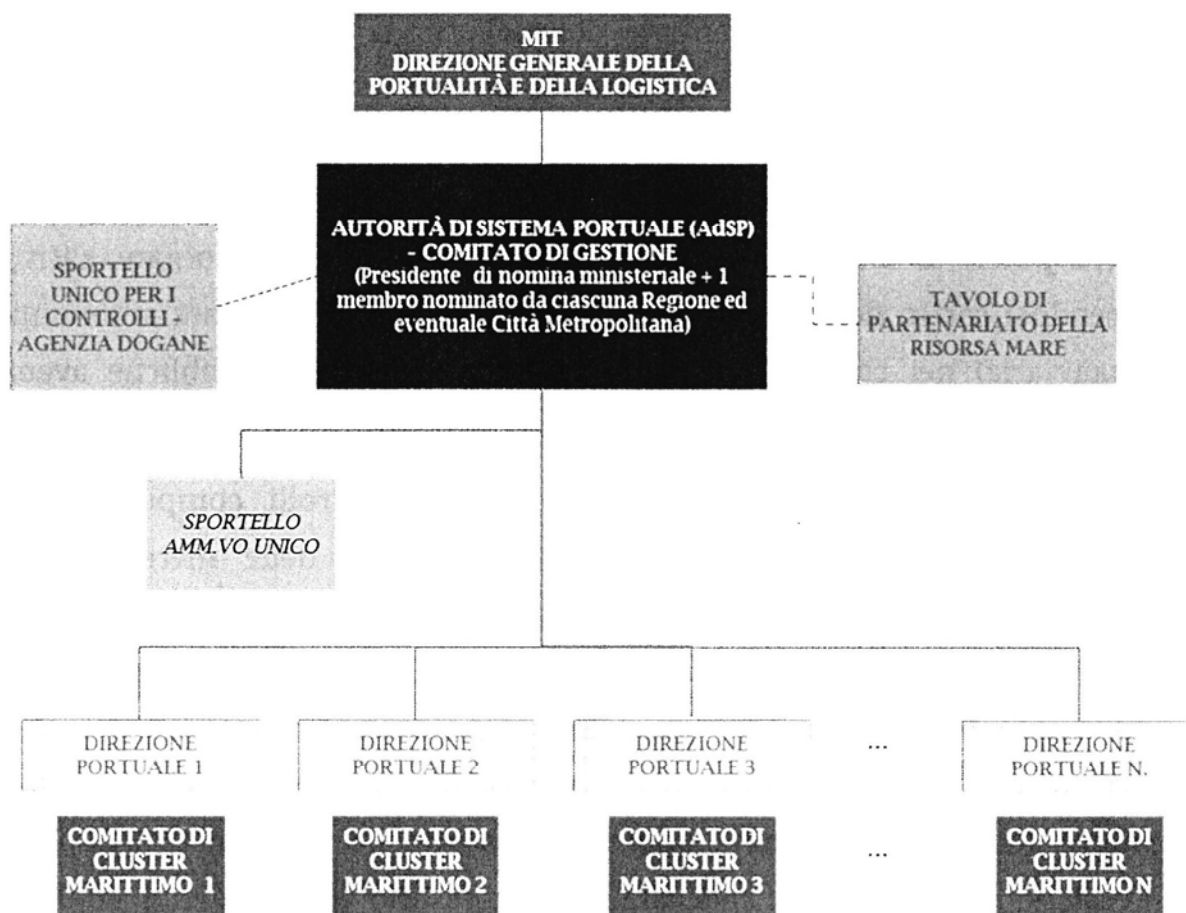 MIT
DIREZIONE GENERALE DELLA
PORTUALITÀ E DELLA LOGISTICA
AUTORITÀ DI SISTEMA PORTUALE (AdSP)
- COMITATO DI GESTIONE
(Presidente di nomina ministeriale + 1
membro nominato da ciascuna Regione ed
eventuale Città Metropolitana)
SPORTELLO
UNICO PER I
CONTROLLI -
AGENZIA DOGANE
TAVOLO DI
PARTENARIATO DELLA
RISORSA MARE
SPORTELLO
AMM.VO UNICO
DIREZIONE
PORTUALE 1
DIREZIONE
PORTUALE 2
DIREZIONE
PORTUALE 3
...
DIREZIONE
PORTUALE N.
COMITATO DI
CLUSTER
MARITTIMO 1
COMITATO DI
CLUSTER
MARITTIMO 2
COMITATO DI
CLUSTER
MARITTIMO 3
...
COMITATO DI
CLUSTER
MARITTIMO N